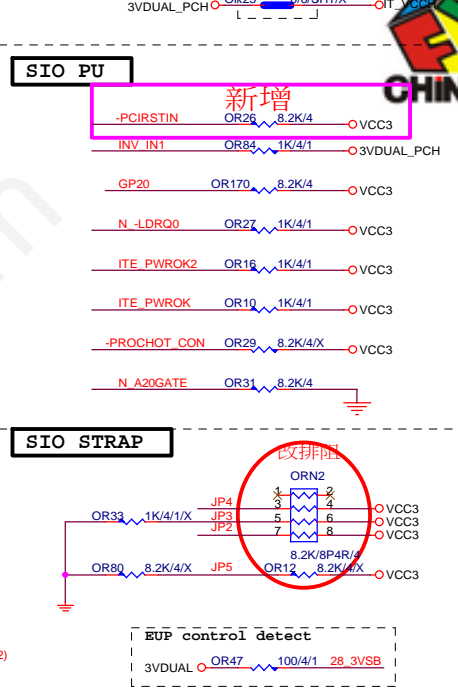 3VDUAL_PCH
SIO PU
新增
-PCIRSTIN OR26 8.2K/4 VCC3
INV_IN1 OR84 1K/4/1 3VDUAL_PCH
GP20 OR170 8.2K/4 VCC3
N_-LDRQ0 OR27 1K/4/1 VCC3
ITE_PWROK2 OR16 1K/4/1 VCC3
ITE_PWROK OR10 1K/4/1 VCC3
-PROCHOT_CON OR29 8.2K/4/X VCC3
N_A20GATE OR31 8.2K/4
SIO STRAP
改排阻
ORN2
1 2
JP4 3 4 VCC3
OR33 1K/4/1/X JP3 5 6 VCC3
JP2 7 8 VCC3
8.2K/8P4R/4
OR80 8.2K/4/X JP5 OR12 8.2K/4/X VCC3
EUP control detect
2)
3VDUAL OR47 100/4/1 28_3VSB